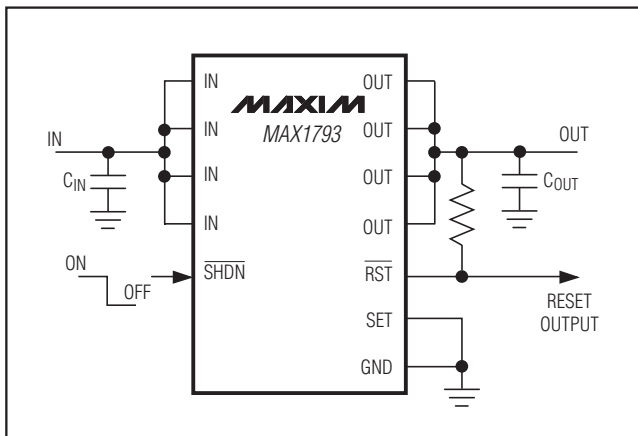 IN OUT
MAXIM
IN MAX1793 OUT
IN OUT
C_IN
IN OUT
C_OUT
IN OUT
ON
OFF
SHDN RST
RESET
OUTPUT
SET
GND